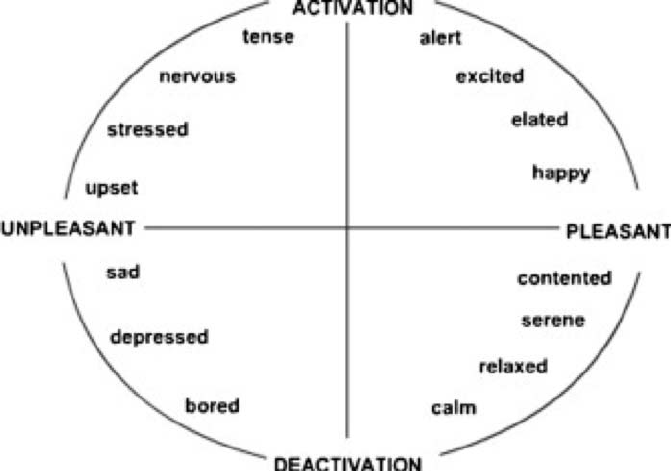 ACTIVATION
tense
alert
nervous
excited
elated
stressed
happy
upset
UNPLEASANT
PLEASANT
sad
contented
serene
depressed
relaxed
bored
calm
DEACTIVATION